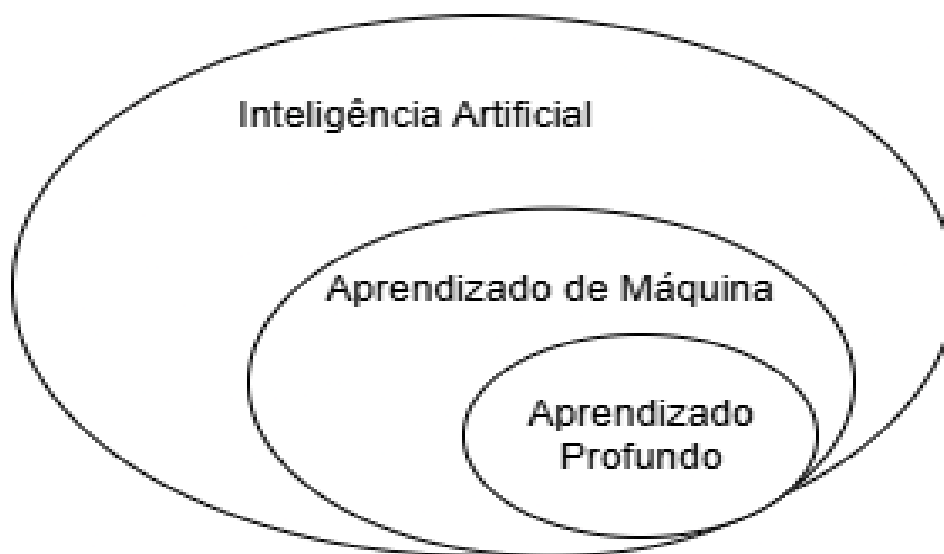 Inteligência Artificial
Aprendizado de Máquina
Aprendizado
Profundo